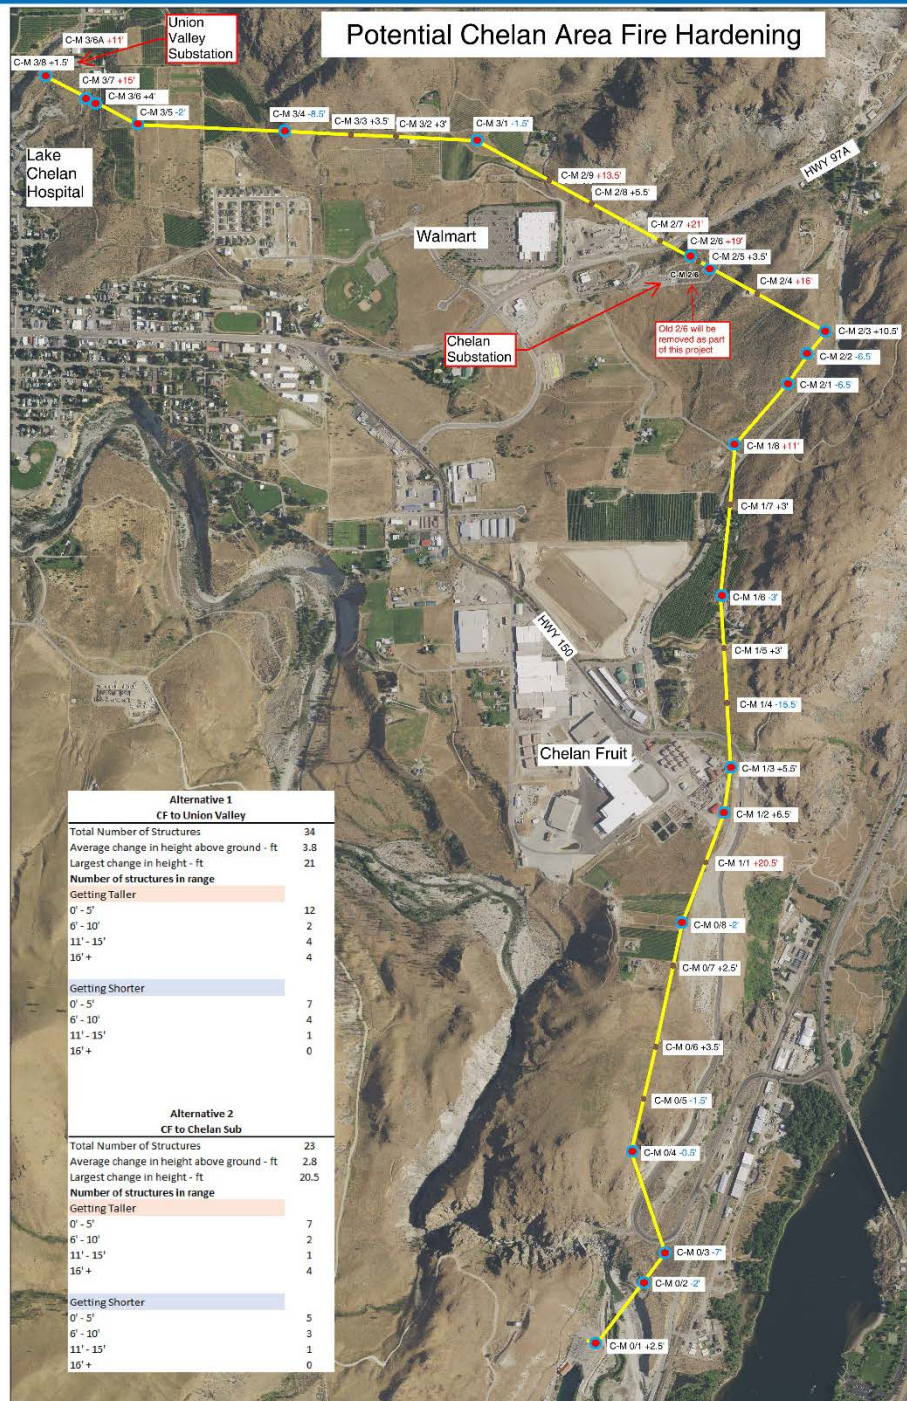 Potential Chelan Area Fire Hardening
Union
Valley
Substation
C-M 3/6A +11'
C-M 3/8 +1.5'
C-M 3/7 +15'
C-M 3/6 +4'
C-M 3/5 -2'
C-M 3/4 -8.5'
C-M 3/3 +3.5'
C-M 3/2 +3'
C-M 3/1 -1.5'
Lake
Chelan
Hospital
HWY 97A
C-M 2/9 +13.5'
C-M 2/8 +5.5'
Walmart
C-M 2/7 +21'
C-M 2/6 +19'
C-M 2/5 +3.5'
C-M 2/6
C-M 2/4 +16'
Chelan
Substation
Old 2/6 will be
removed as part
of this project
C-M 2/3 +10.5'
C-M 2/2 -6.5'
C-M 2/1 -6.5'
C-M 1/8 +11'
C-M 1/7 +3'
C-M 1/6 -3'
HWY 150
C-M 1/5 +3'
C-M 1/4 -15.5'
Chelan Fruit
C-M 1/3 +5.5'
C-M 1/2 +6.5'
C-M 1/1 +20.5'
C-M 0/8 -2'
C-M 0/7 +2.5'
C-M 0/6 +3.5'
C-M 0/5 -1.5'
C-M 0/4 -0.5'
C-M 0/3 -7'
C-M 0/2 -2'
C-M 0/1 +2.5'
Alternative 1
CF to Union Valley
Total Number of Structures 34
Average change in height above ground - ft 3.8
Largest change in height - ft 21
Number of structures in range
Getting Taller
0' - 5' 12
6' - 10' 2
11' - 15' 4
16' + 4
Getting Shorter
0' - 5' 7
6' - 10' 4
11' - 15' 1
16' + 0
Alternative 2
CF to Chelan Sub
Total Number of Structures 23
Average change in height above ground - ft 2.8
Largest change in height - ft 20.5
Number of structures in range
Getting Taller
0' - 5' 7
6' - 10' 2
11' - 15' 1
16' + 4
Getting Shorter
0' - 5' 5
6' - 10' 3
11' - 15' 1
16' + 0